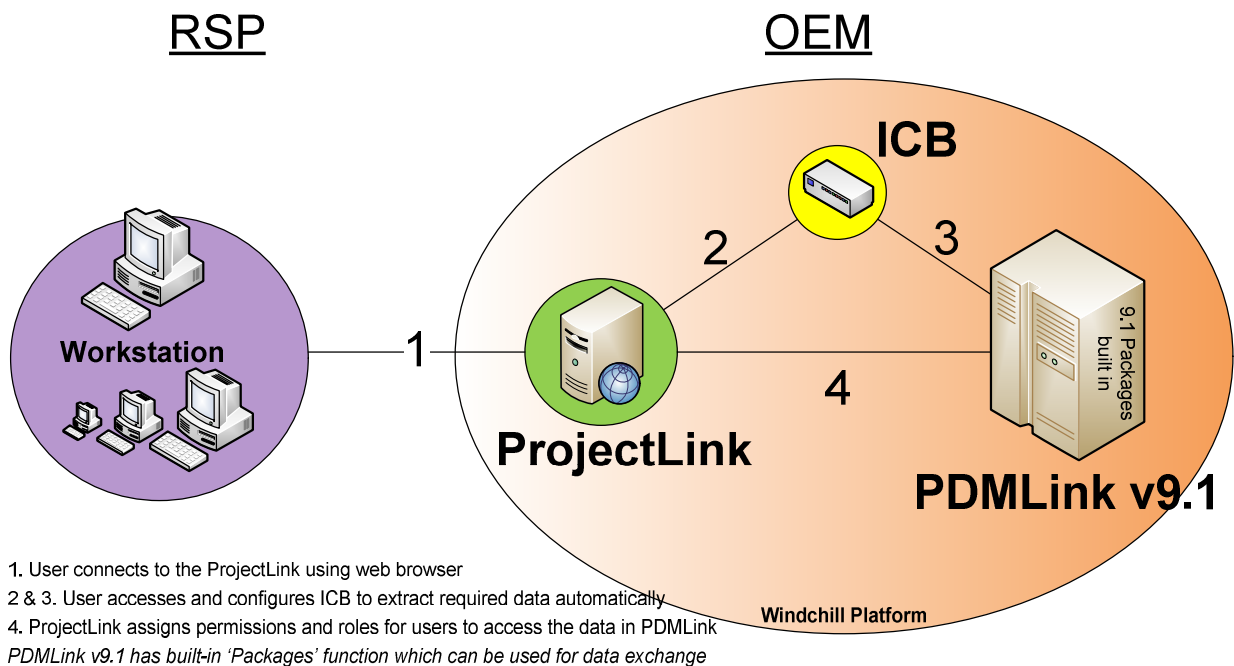 RSP
OEM
ICB
2
3
9.1 Packages
built in
Workstation
1
4
ProjectLink
PDMLink v9.1
1. User connects to the ProjectLink using web browser
2 & 3. User accesses and configures ICB to extract required data automatically
Windchill Platform
4. ProjectLink assigns permissions and roles for users to access the data in PDMLink
PDMLink v9.1 has built-in ‘Packages’ function which can be used for data exchange